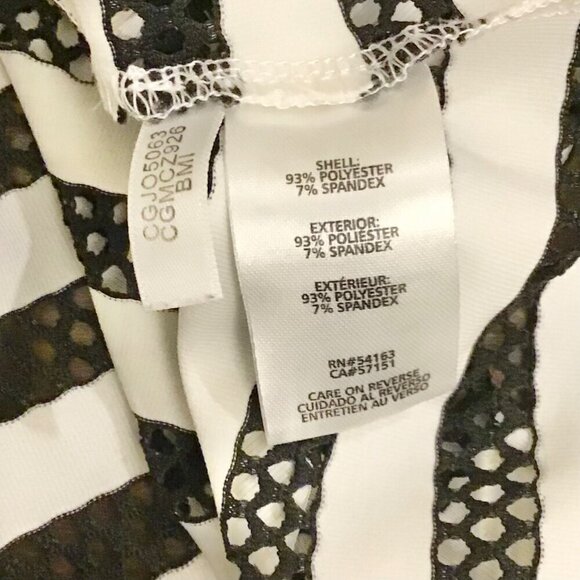 CGJO5063
CGMCZ926
BMI
SHELL:
93% POLYESTER
7% SPANDEX
EXTERIOR:
93% POLIÉSTER
7% SPANDEX
EXTÉRIEUR:
93% POLYESTER
7% SPANDEX
RN#54163
CA#57151
CARE ON REVERSE
CUIDADO AL REVERSO
ENTRETIEN AU VERSO